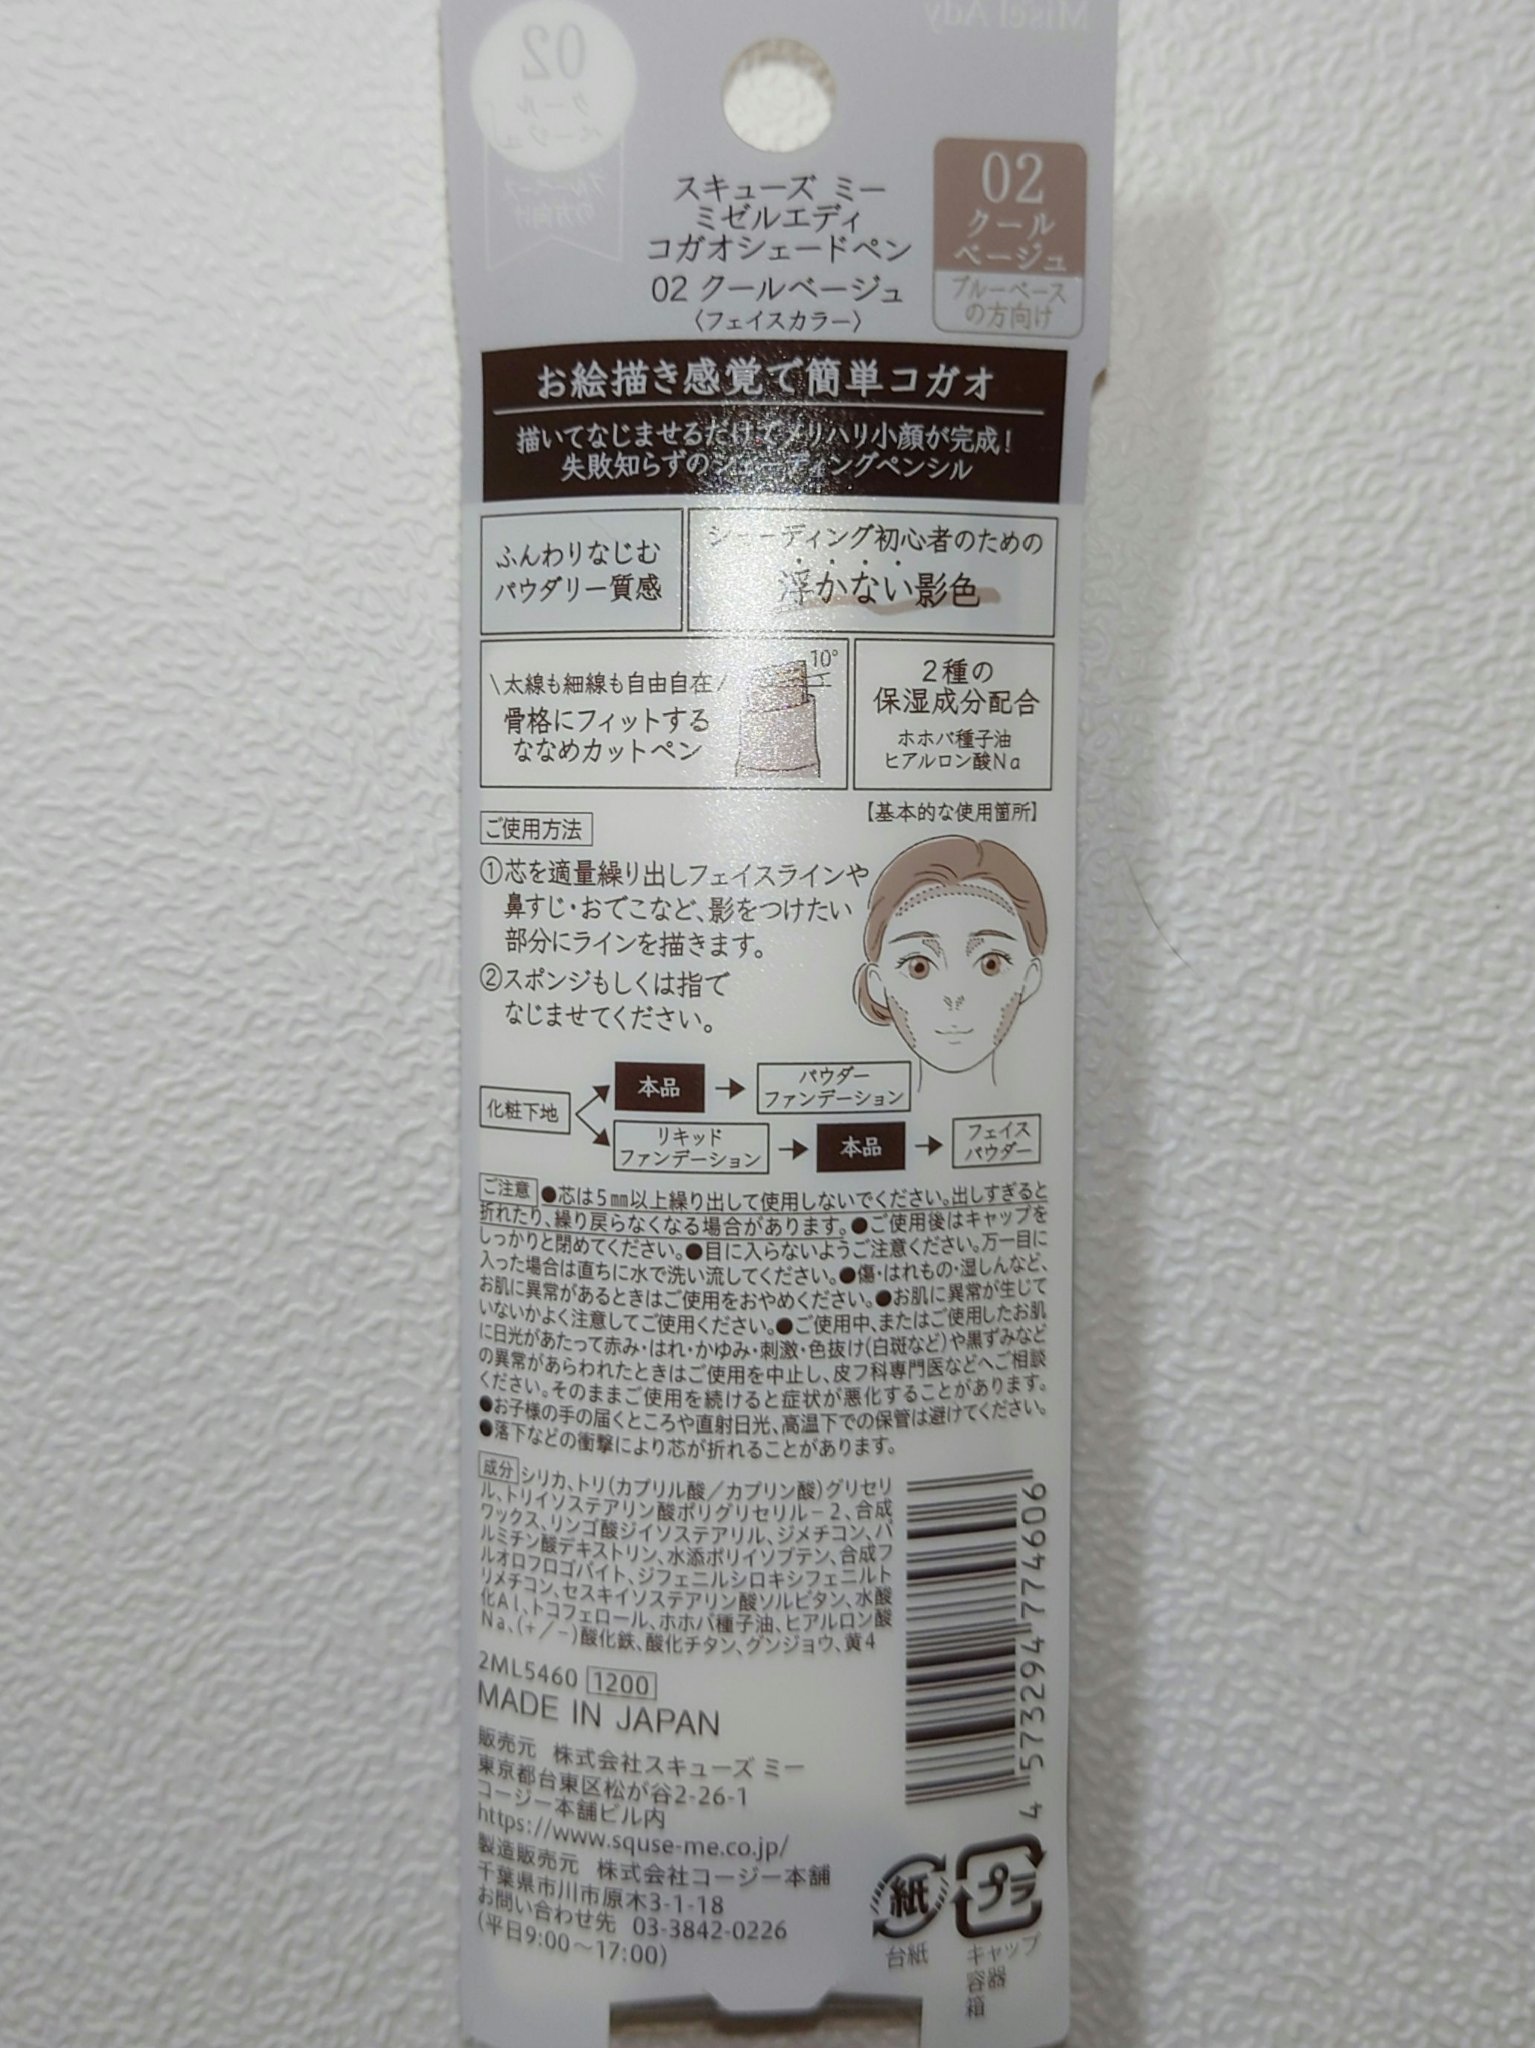 Misel Ady
02
クール
ベージュ
ブルーベース
の方向け
スキューズ ミー
ミゼルエディ
コガオシェードペン
02 クールベージュ
〈フェイスカラー〉
02
クール
ベージュ
ブルーベース
の方向け
お絵描き感覚で簡単コガオ
描いてなじませるだけでメリハリ小顔が完成!
失敗知らずのシェーディングペンシル
ふんわりなじむ
パウダリー質感
シェーディング初心者のための
浮かない影色
\太線も細線も自由自在/
骨格にフィットする
ななめカットペン
10°
2種の
保湿成分配合
ホホバ種子油
ヒアルロン酸Na
【基本的な使用箇所】
ご使用方法
①芯を適量繰り出しフェイスラインや
鼻すじ・おでこなど、影をつけたい
部分にラインを描きます。
②スポンジもしくは指で
なじませてください。
化粧下地
本品
パウダー
ファンデーション
リキッド
ファンデーション
本品
フェイス
パウダー
ご注意 ●芯は5㎜以上繰り出して使用しないでください。出しすぎると
折れたり、繰り戻らなくなる場合があります。●ご使用後はキャップを
しっかりと閉めてください。●目に入らないようご注意ください。万一目に
入った場合は直ちに水で洗い流してください。●傷・はれもの・湿しんなど、
お肌に異常があるときはご使用をおやめください。●お肌に異常が生じて
いないかよく注意してご使用ください。●ご使用中、またはご使用したお肌
に日光があたって赤み・はれ・かゆみ・刺激・色抜け(白斑など)や黒ずみなど
の異常があらわれたときはご使用を中止し、皮フ科専門医などへご相談
ください。そのままご使用を続けると症状が悪化することがあります。
●お子様の手の届くところや直射日光、高温下での保管は避けてください。
●落下などの衝撃により芯が折れることがあります。
成分 シリカ、トリ(カプリル酸/カプリン酸)グリセリ
ル、トリイソステアリン酸ポリグリセリル-2、合成
ワックス、リンゴ酸ジイソステアリル、ジメチコン、パ
ルミチン酸デキストリン、水添ポリイソブテン、合成フ
ルオロフロゴパイト、ジフェニルシロキシフェニルト
リメチコン、セスキイソステアリン酸ソルビタン、水酸
化Al、トコフェロール、ホホバ種子油、ヒアルロン酸
Na、(+/-)酸化鉄、酸化チタン、グンジョウ、黄4
2ML5460 1200
MADE IN JAPAN
販売元 株式会社スキューズ ミー
東京都台東区松が谷2-26-1
コージー本舗ビル内
https://www.squse-me.co.jp/
製造販売元 株式会社コージー本舗
千葉県市川市原木3-1-18
お問い合わせ先 03-3842-0226
(平日9:00～17:00)
4 573294 774606
紙
台紙
プラ
キャップ
容器
箱